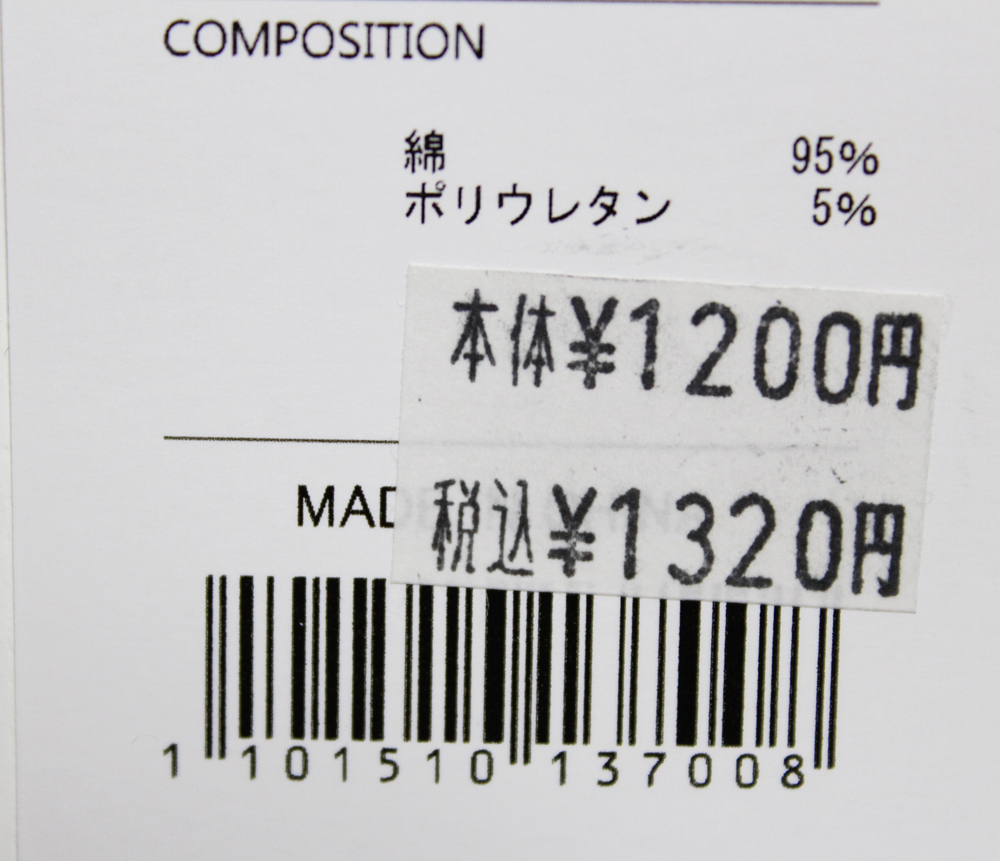 COMPOSITION
綿 95%
ポリウレタン 5%
本体¥1200円
税込¥1320円
MAD
1 101510 137008